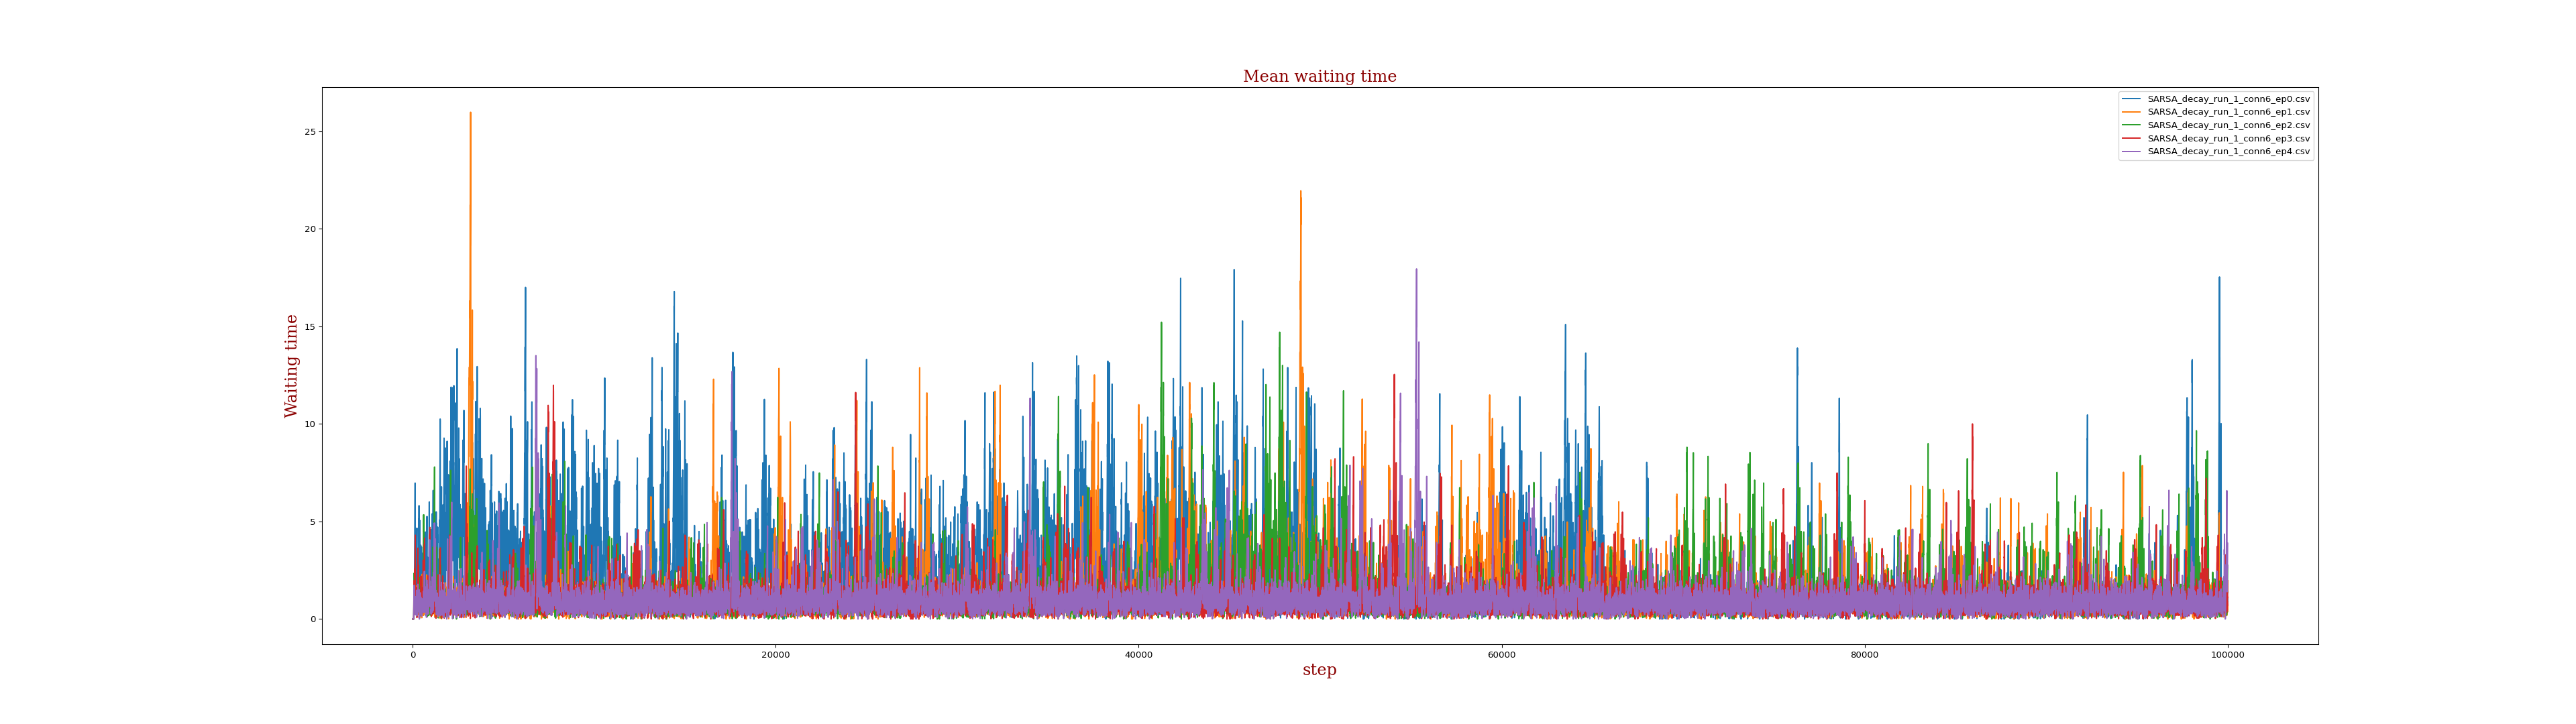 Mean waiting time
SARSA_decay_run_1_conn6_ep0.csv
SARSA_decay_run_1_conn6_ep1.csv
SARSA_decay_run_1_conn6_ep2.csv
SARSA_decay_run_1_conn6_ep3.csv
SARSA_decay_run_1_conn6_ep4.csv
25
20
15
10
5
0
Waiting time
0 20000 40000 60000 80000 100000
step